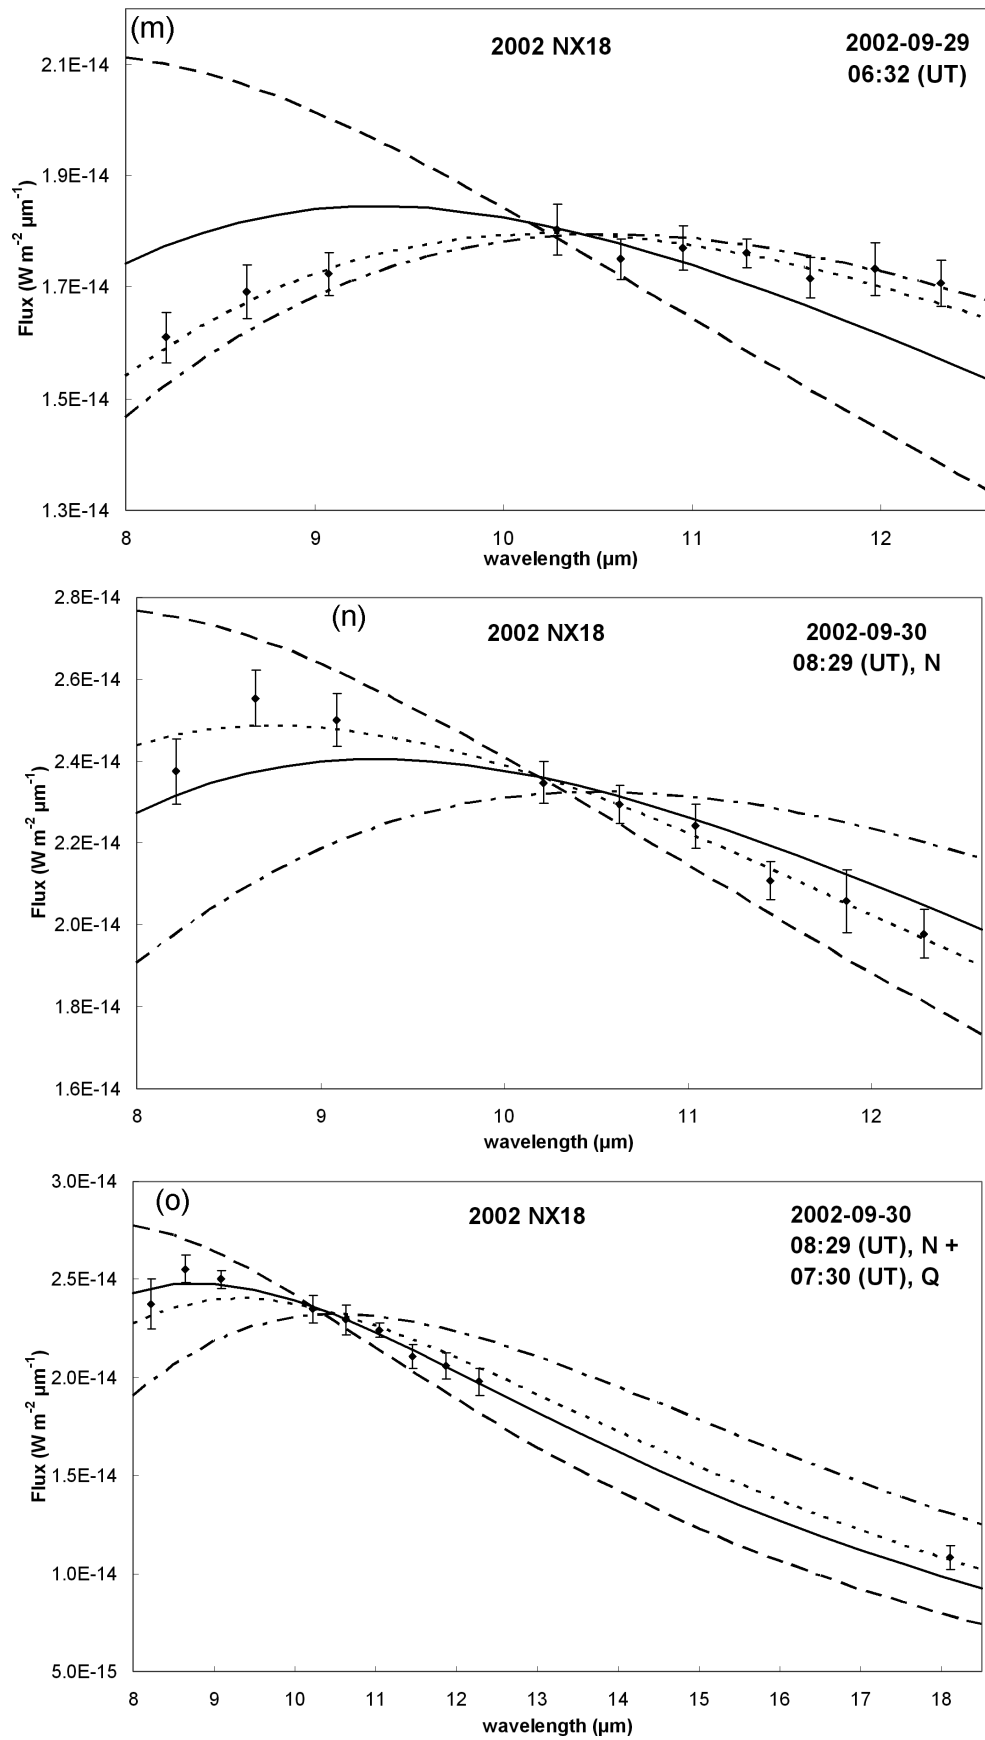 (m)
2002 NX18
2002-09-29
06:32 (UT)
2.1E-14
1.9E-14
1.7E-14
1.5E-14
1.3E-14
Flux (W m⁻² µm⁻¹)
8 9 10 11 12
wavelength (µm)
(n)
2002 NX18
2002-09-30
08:29 (UT), N
2.8E-14
2.6E-14
2.4E-14
2.2E-14
2.0E-14
1.8E-14
1.6E-14
Flux (W m⁻² µm⁻¹)
8 9 10 11 12
wavelength (µm)
(o)
2002 NX18
2002-09-30
08:29 (UT), N +
07:30 (UT), Q
3.0E-14
2.5E-14
2.0E-14
1.5E-14
1.0E-14
5.0E-15
Flux (W m⁻² µm⁻¹)
8 9 10 11 12 13 14 15 16 17 18
wavelength (µm)